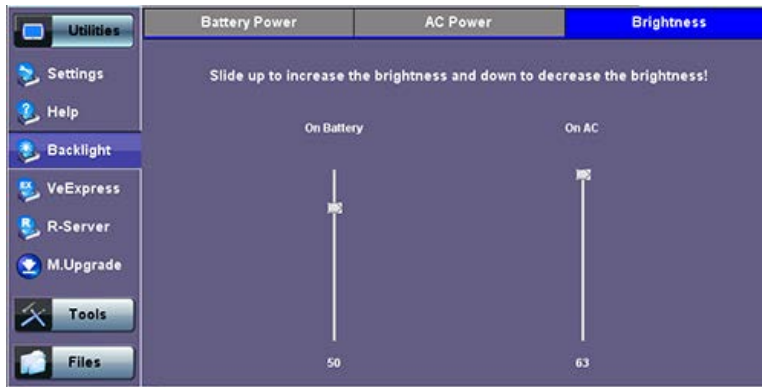 Utilities
Settings
Help
Backlight
VeExpress
R-Server
M.Upgrade
Tools
Files
Battery Power
AC Power
Brightness
Slide up to increase the brightness and down to decrease the brightness!
On Battery
On AC
50
63